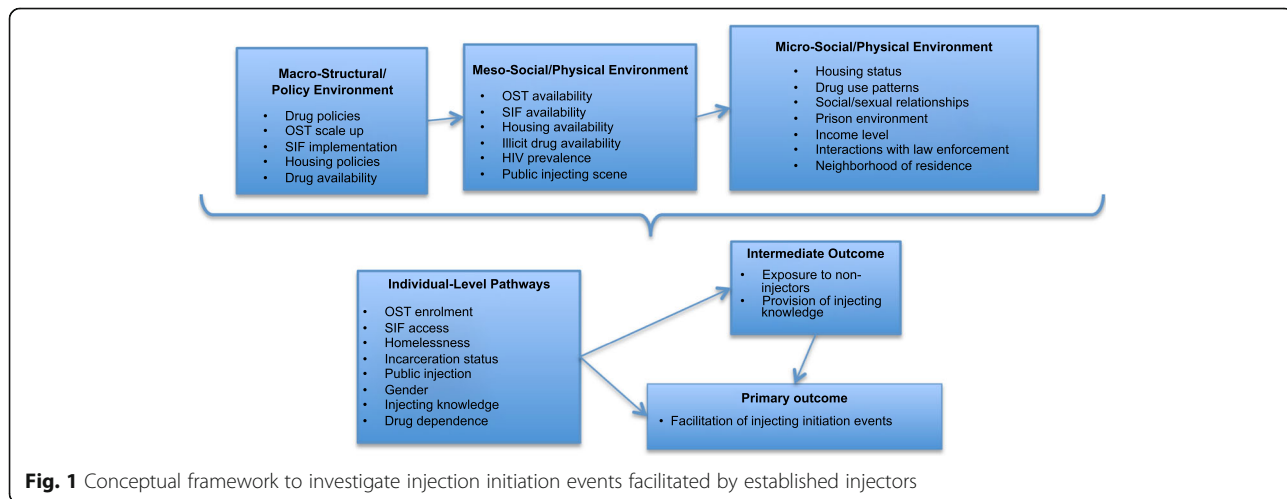 Macro-Structural/
Policy Environment
• Drug policies
• OST scale up
• SIF implementation
• Housing policies
• Drug availability
Meso-Social/Physical Environment
• OST availability
• SIF availability
• Housing availability
• Illicit drug availability
• HIV prevalence
• Public injecting scene
Micro-Social/Physical Environment
• Housing status
• Drug use patterns
• Social/sexual relationships
• Prison environment
• Income level
• Interactions with law enforcement
• Neighborhood of residence
Individual-Level Pathways
• OST enrolment
• SIF access
• Homelessness
• Incarceration status
• Public injection
• Gender
• Injecting knowledge
• Drug dependence
Intermediate Outcome
• Exposure to non-
injectors
• Provision of injecting
knowledge
Primary outcome
• Facilitation of injecting initiation events
Fig. 1 Conceptual framework to investigate injection initiation events facilitated by established injectors